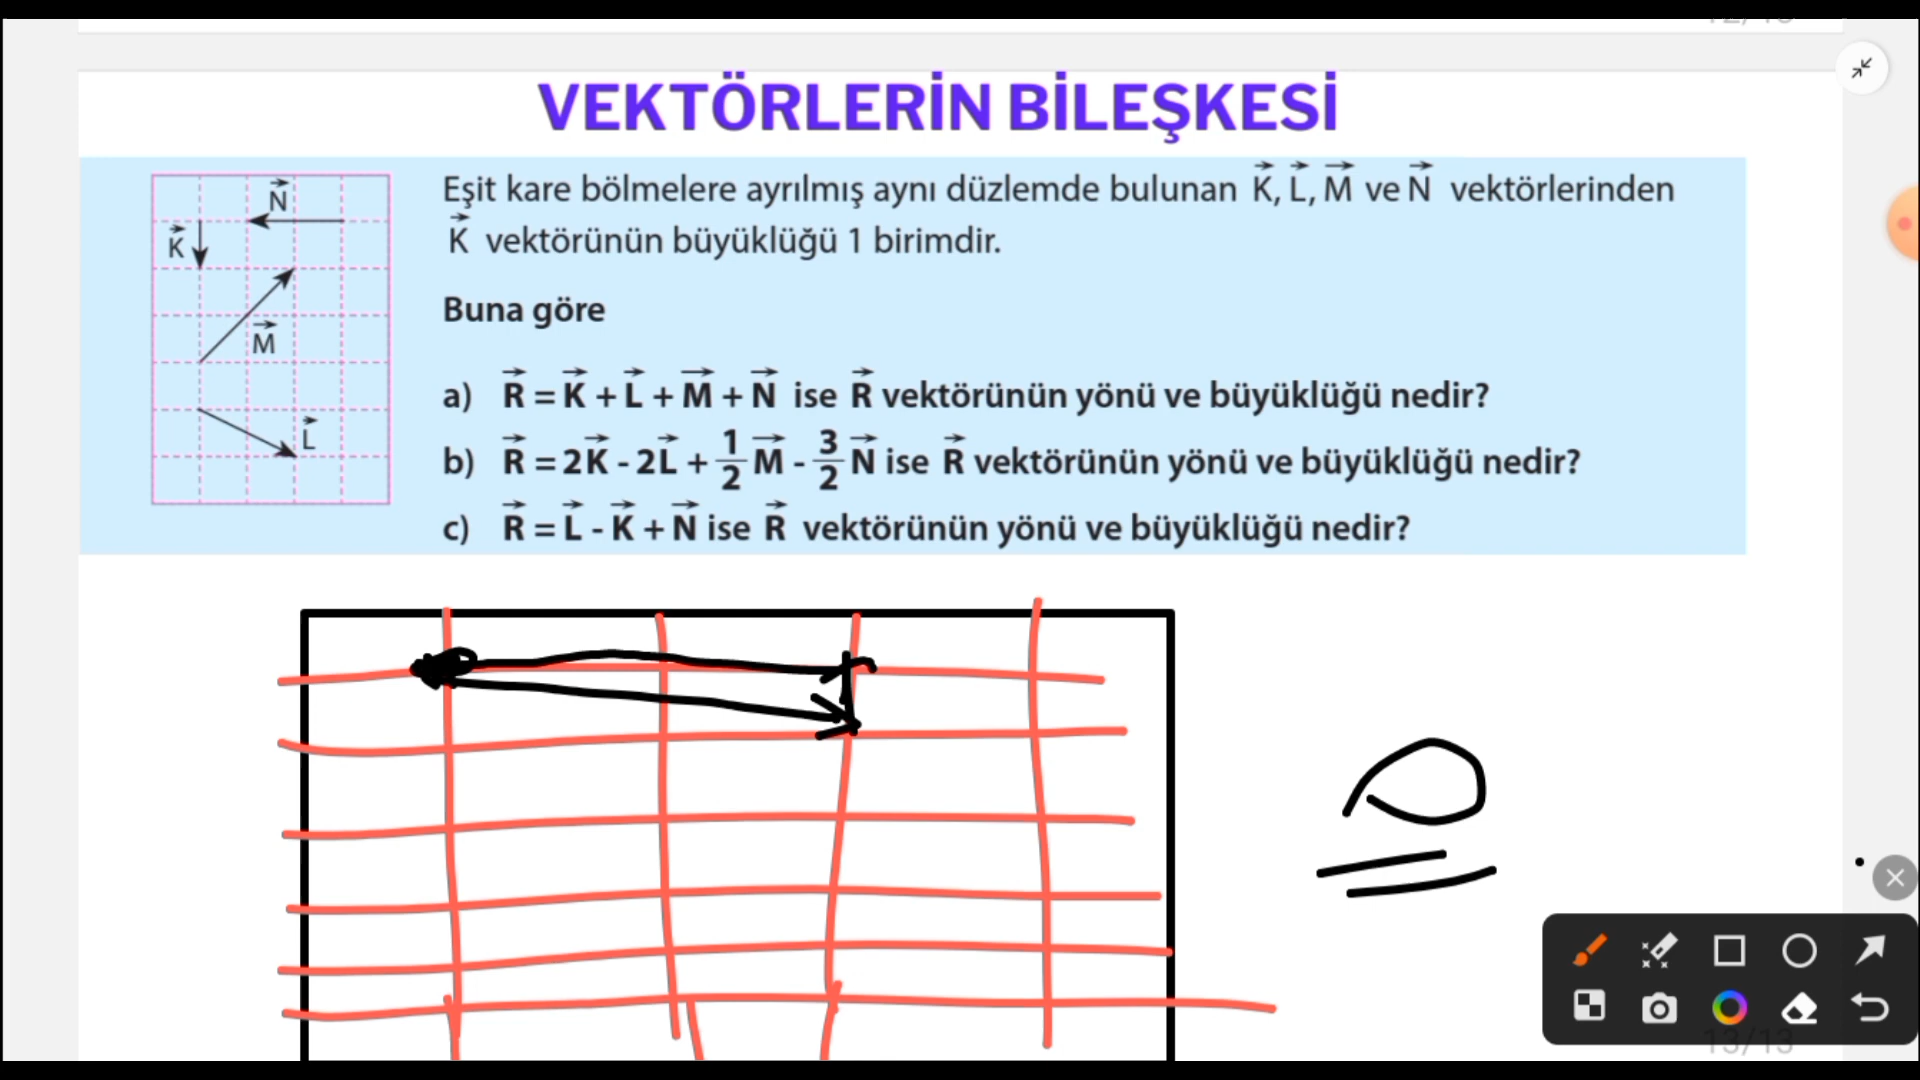 VEKTÖRLERİN BİLEŞKESİ
N
K
M
L
Eşit kare bölmelere ayrılmış aynı düzlemde bulunan K, L, M ve N vektörlerinden
K vektörünün büyüklüğü 1 birimdir.
Buna göre
a) R = K + L + M + N ise R vektörünün yönü ve büyüklüğü nedir?
b) R = 2K - 2L + 1/2 M - 3/2 N ise R vektörünün yönü ve büyüklüğü nedir?
c) R = L - K + N ise R vektörünün yönü ve büyüklüğü nedir?
13/13